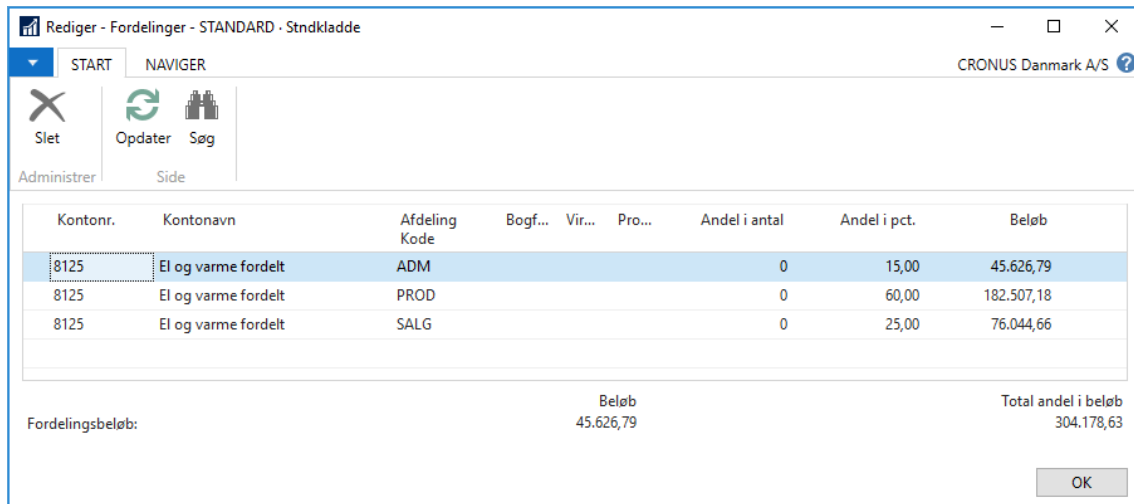 Rediger - Fordelinger - STANDARD · Stndkladde
START NAVIGER CRONUS Danmark A/S ?
Slet Opdater Søg
Administrer Side
Kontonr. Kontonavn Afdeling Kode Bogf... Vir... Pro... Andel i antal Andel i pct. Beløb
8125 El og varme fordelt ADM 0 15,00 45.626,79
8125 El og varme fordelt PROD 0 60,00 182.507,18
8125 El og varme fordelt SALG 0 25,00 76.044,66
Beløb Total andel i beløb
Fordelingsbeløb: 45.626,79 304.178,63
OK